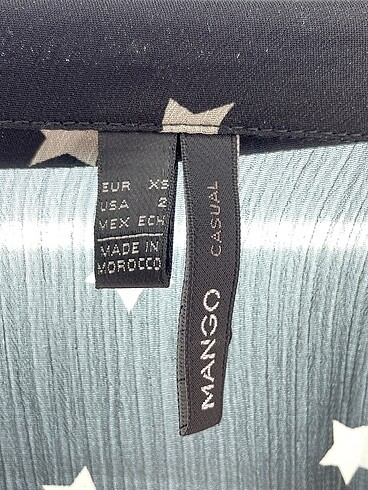 EUR XS
USA 2
MEX ECH
MADE IN
MOROCCO
MANGO CASUAL